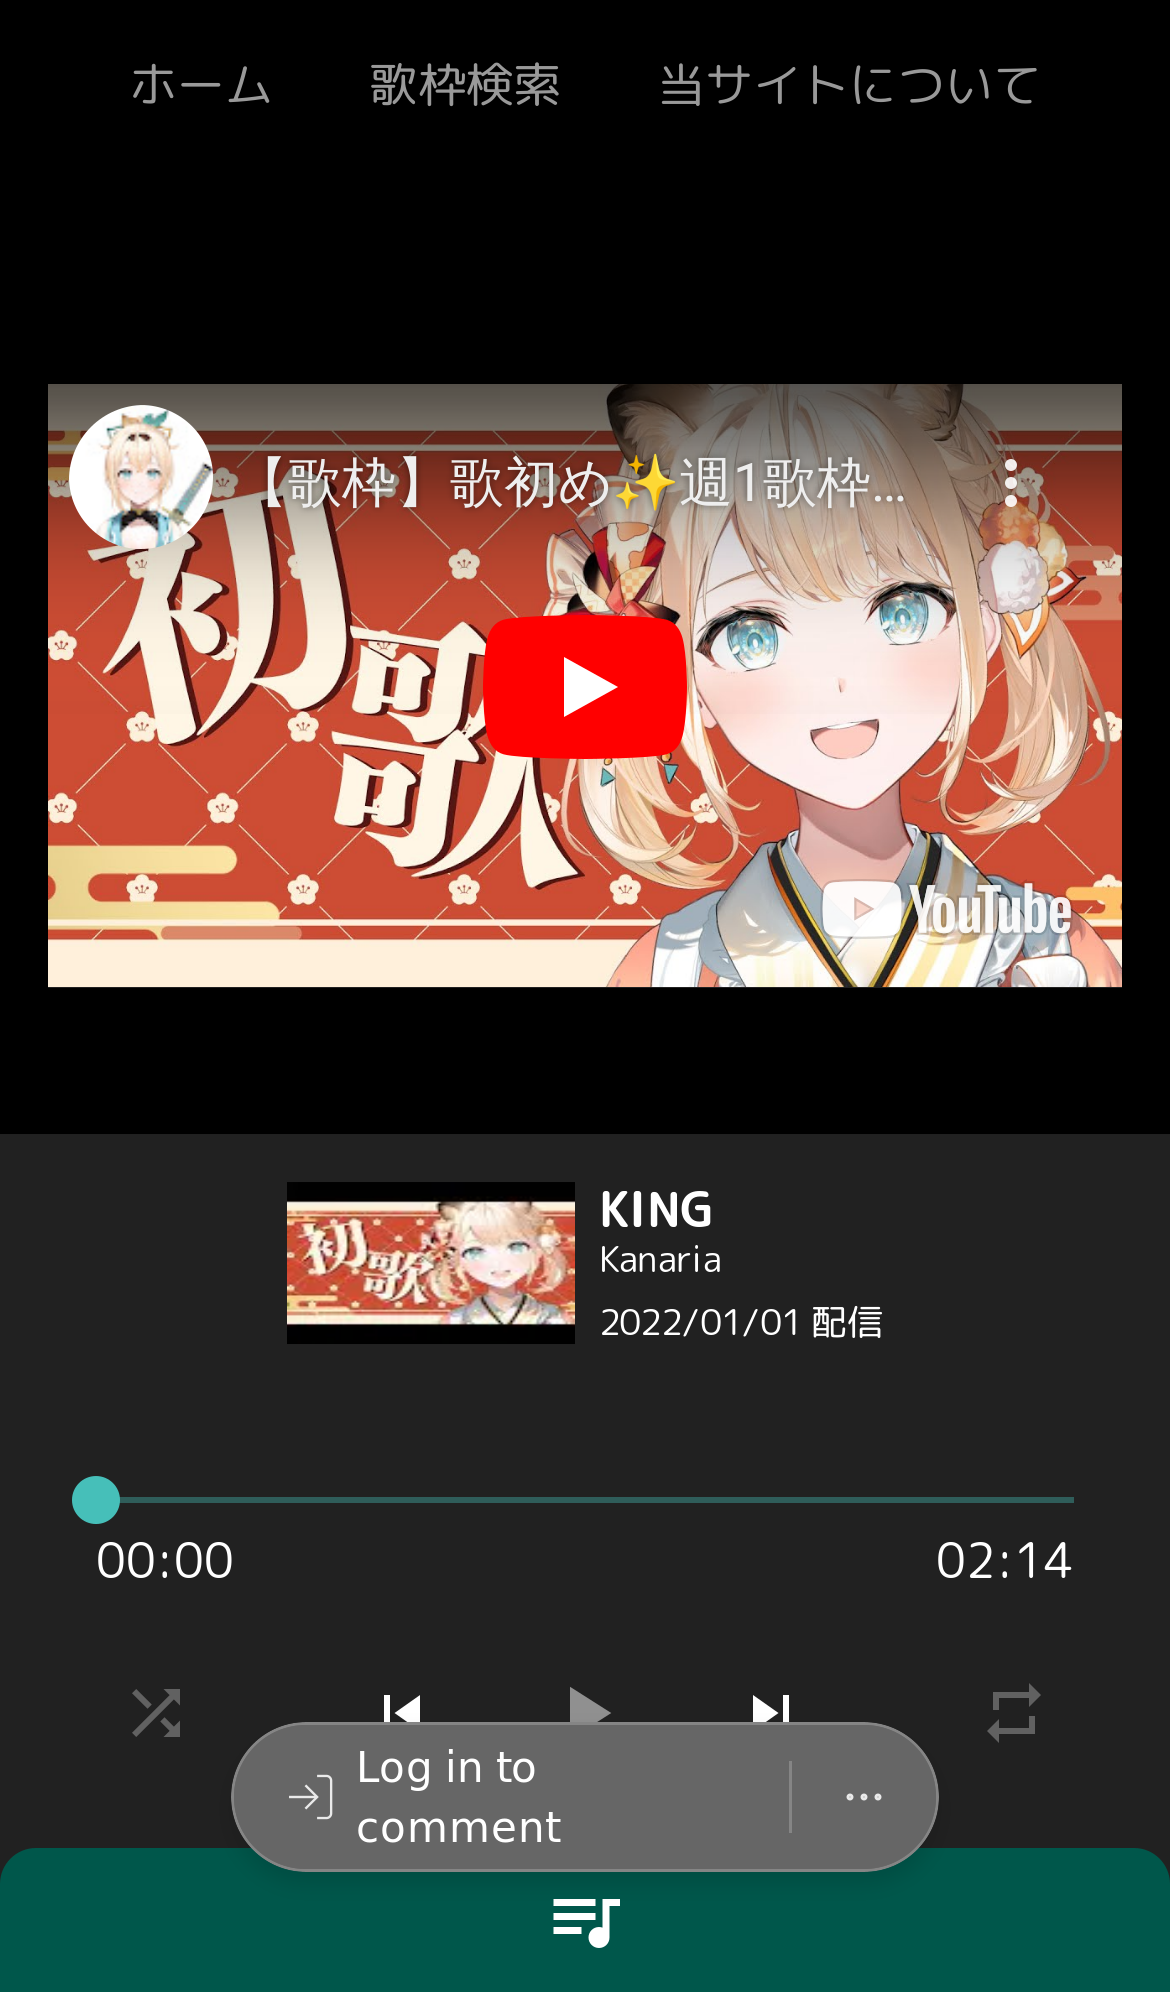 ホーム 歌枠検索 当サイトについて
【歌枠】歌初め✨週1歌枠...
初歌
YouTube
初歌
KING
Kanaria
2022/01/01 配信
00:00 02:14
Log in to
comment